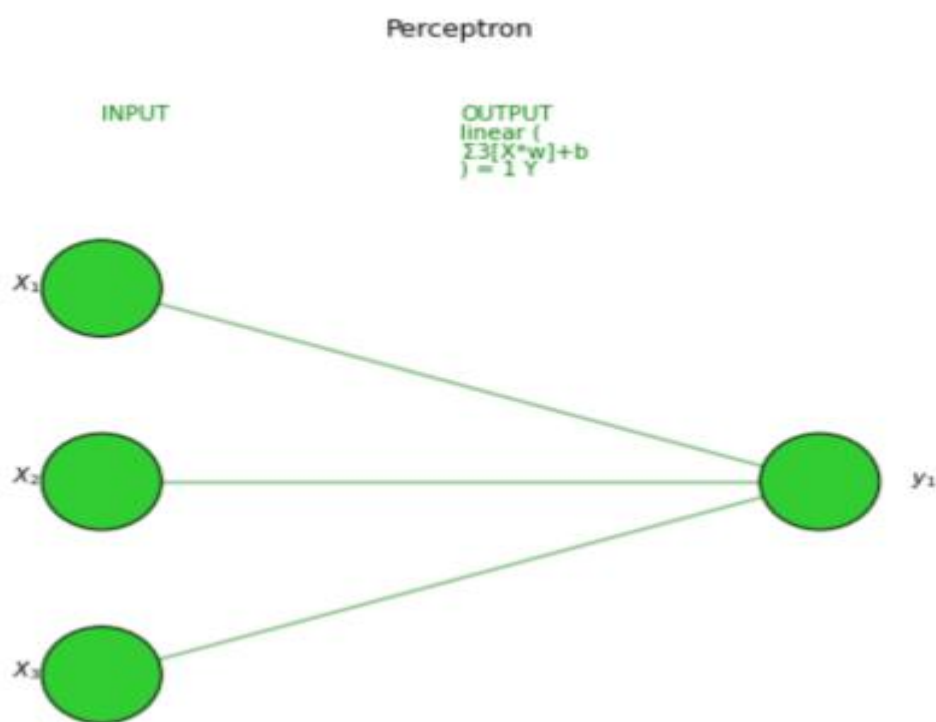 Perceptron
INPUT
OUTPUT
linear (
Σ3[X*w]+b
) = 1 Y
X₁
X₂
y₁
X₃